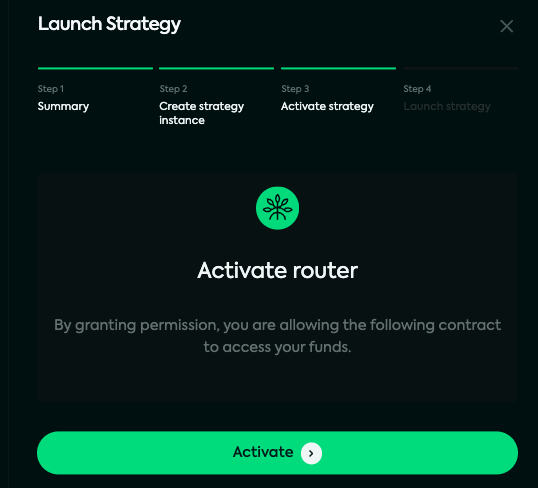 Launch Strategy
Step 1
Summary
Step 2
Create strategy
instance
Step 3
Activate strategy
Step 4
Launch strategy
Activate router
By granting permission, you are allowing the following contract
to access your funds.
Activate